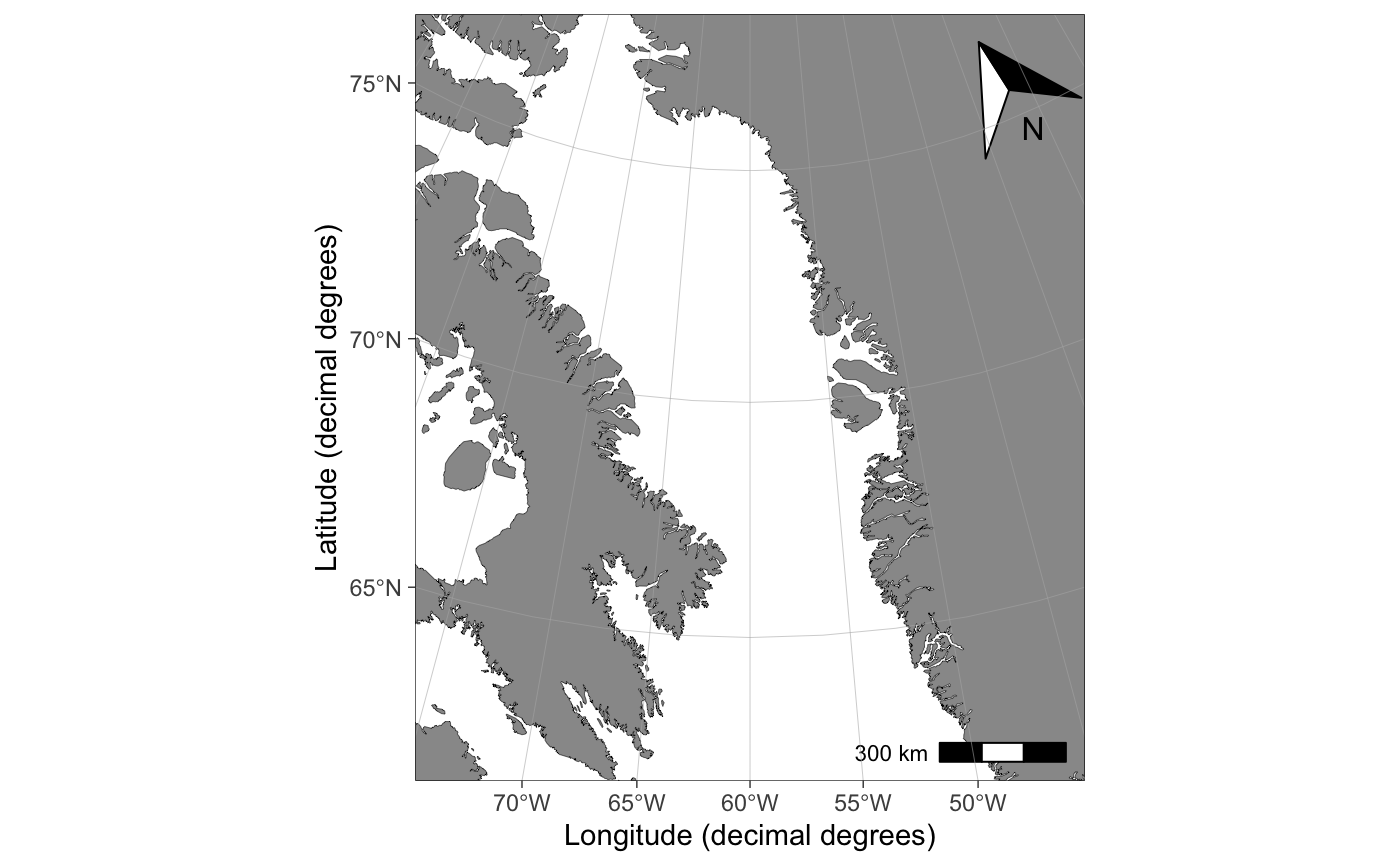 N
75°N
70°N
65°N
Latitude (decimal degrees)
300 km
70°W 65°W 60°W 55°W 50°W
Longitude (decimal degrees)